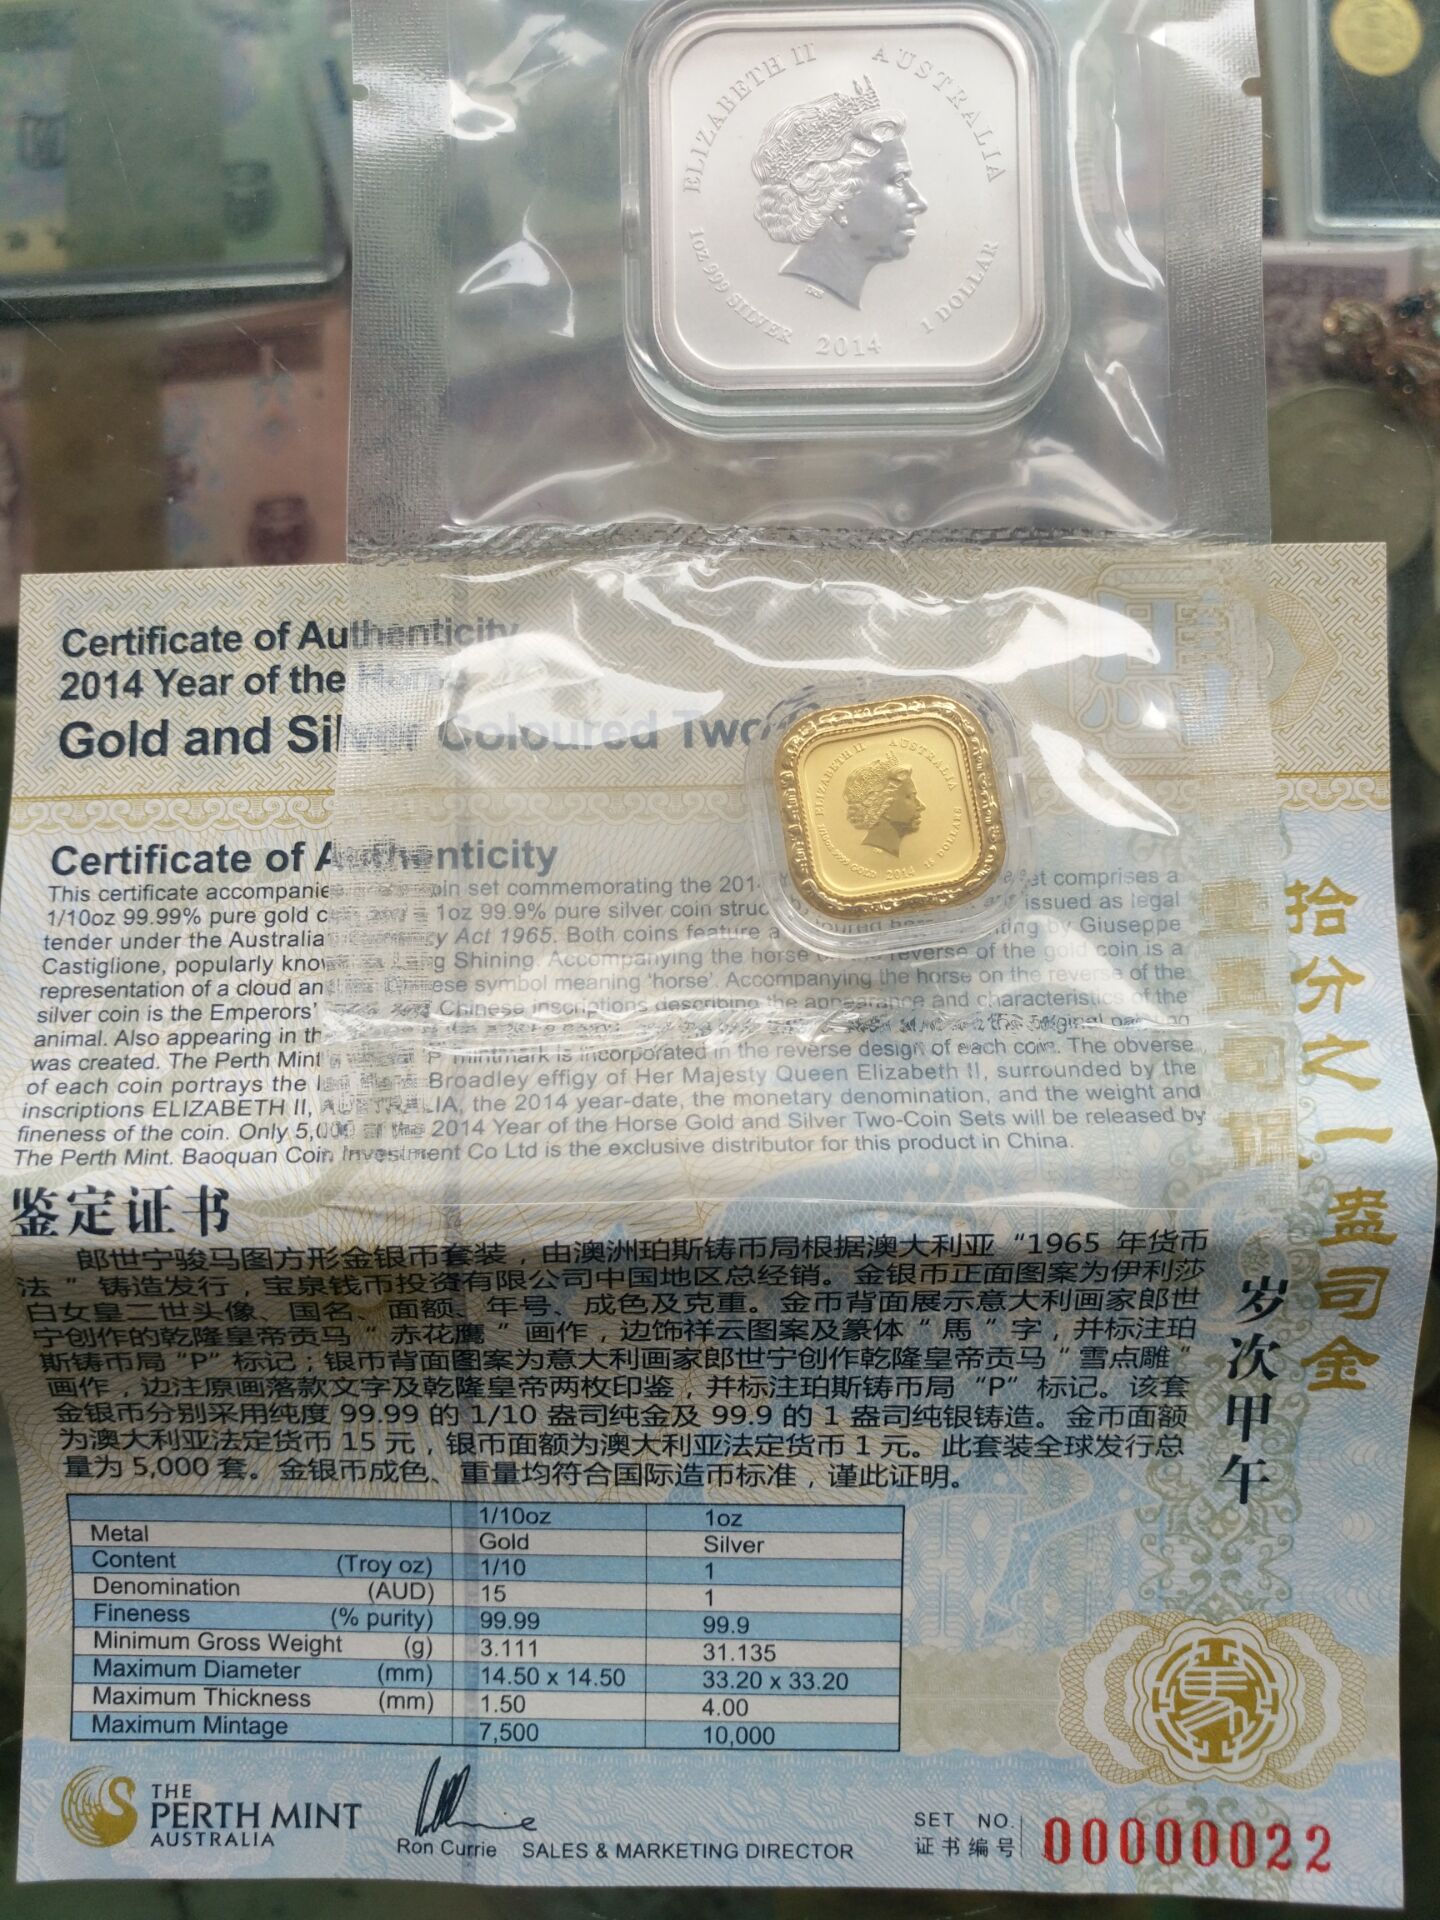 ELIZABETH II AUSTRALIA
1OZ 999 SILVER 2014 1 DOLLAR
Certificate of Authenticity
2014 Year of the Horse
Gold and Silver Coloured Two
ELIZABETH II AUSTRALIA
1/10OZ 9999 GOLD 2014 15 DOLLARS
Certificate of Authenticity
This certificate accompanie coin set commemorating the 201 set comprises a
1/10oz 99.99% pure gold c 1oz 99.9% pure silver coin struc issued as legal
tender under the Australia Currency Act 1965. Both coins feature a coloured painting by Giuseppe
Castiglione, popularly know Lang Shining. Accompanying the horse on the reverse of the gold coin is a
representation of a cloud an Chinese symbol meaning 'horse'. Accompanying the horse on the reverse of the
silver coin is the Emperors' Chinese inscriptions describing the appearance and characteristics of the
animal. Also appearing in th original painting
was created. The Perth Mint 'P' mintmark is incorporated in the reverse design of each coin. The obverse
of each coin portrays the Ian Rank-Broadley effigy of Her Majesty Queen Elizabeth II, surrounded by the
inscriptions ELIZABETH II, AUSTRALIA, the 2014 year-date, the monetary denomination, and the weight and
fineness of the coin. Only 5,000 of the 2014 Year of the Horse Gold and Silver Two-Coin Sets will be released by
The Perth Mint. Baoquan Coin Investment Co Ltd is the exclusive distributor for this product in China.
鉴定证书
郎世宁骏马图方形金银币套装，由澳洲珀斯铸币局根据澳大利亚“1965 年货币
法”铸造发行，宝泉钱币投资有限公司中国地区总经销。金银币正面图案为伊利莎
白女皇二世头像、国名、面额、年号、成色及克重。金币背面展示意大利画家郎世
宁创作的乾隆皇帝贡马“赤花鹰”画作，边饰祥云图案及篆体“馬”字，并标注珀
斯铸币局“P”标记；银币背面图案为意大利画家郎世宁创作乾隆皇帝贡马“雪点雕”
画作，边注原画落款文字及乾隆皇帝两枚印鉴，并标注珀斯铸币局“P”标记。该套
金银币分别采用纯度 99.99 的 1/10 盎司纯金及 99.9 的 1 盎司纯银铸造。金币面额
为澳大利亚法定货币 15 元，银币面额为澳大利亚法定货币 1 元。此套装全球发行总
量为 5,000 套。金银币成色、重量均符合国际造币标准，谨此证明。
拾分之一盎司金
岁次甲午
1/10oz 1oz
Metal Gold Silver
Content (Troy oz) 1/10 1
Denomination (AUD) 15 1
Fineness (% purity) 99.99 99.9
Minimum Gross Weight (g) 3.111 31.135
Maximum Diameter (mm) 14.50 x 14.50 33.20 x 33.20
Maximum Thickness (mm) 1.50 4.00
Maximum Mintage 7,500 10,000
THE
PERTH MINT
AUSTRALIA
Ron Currie SALES & MARKETING DIRECTOR
SET NO.
证书编号
00000022